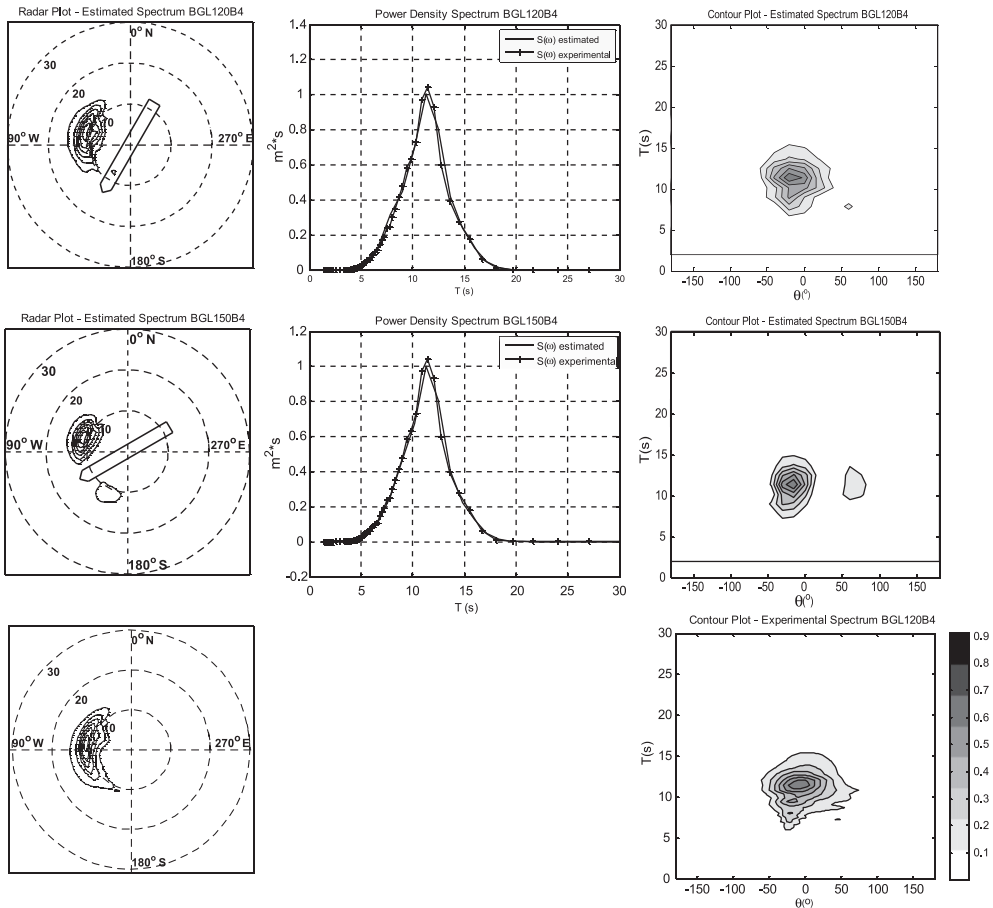 Radar Plot - Estimated Spectrum BGL120B4
0° N
30
20
10
90° W
270° E
180° S
Power Density Spectrum BGL120B4
S(ω) estimated
S(ω) experimental
1.4
1.2
1
0.8
0.6
0.4
0.2
0
m²*s
0 5 10 15 20 25 30
T (s)
Contour Plot - Estimated Spectrum BGL120B4
30
25
20
15
10
5
0
T(s)
-150 -100 -50 0 50 100 150
θ(º)
Radar Plot - Estimated Spectrum BGL150B4
0° N
30
20
10
90° W
270° E
180° S
Power Density Spectrum BGL150B4
S(ω) estimated
S(ω) experimental
1.2
1
0.8
0.6
0.4
0.2
0
-0.2
m²*s
0 5 10 15 20 25 30
T (s)
Contour Plot - Estimated Spectrum BGL150B4
30
25
20
15
10
5
0
T(s)
-150 -100 -50 0 50 100 150
θ(º)
0° N
30
20
10
90° W
270° E
180° S
Contour Plot - Experimental Spectrum BGL120B4
30
25
20
15
10
5
0
T(s)
-150 -100 -50 0 50 100 150
θ(º)
0.9
0.8
0.7
0.6
0.5
0.4
0.3
0.2
0.1